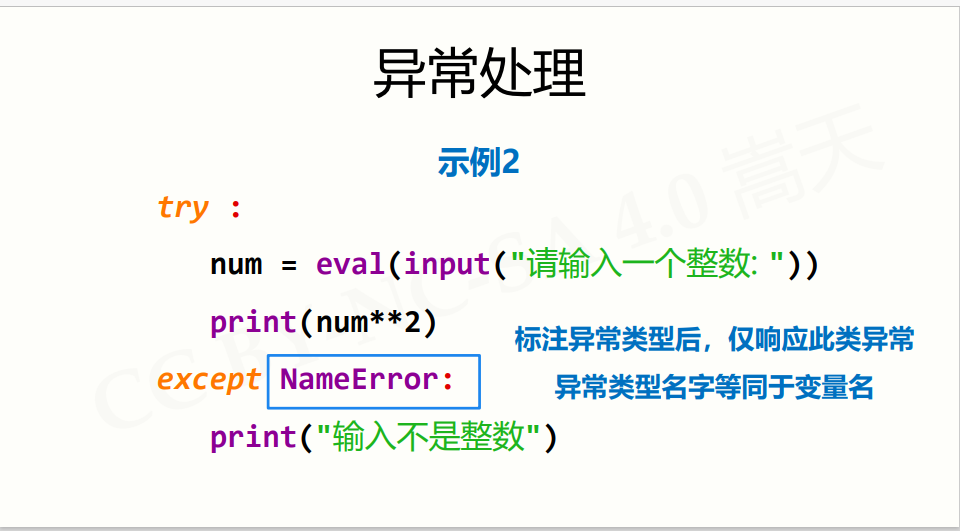 异常处理
示例2
try :
num = eval(input("请输入一个整数: "))
print(num**2)
标注异常类型后，仅响应此类异常
except NameError:
异常类型名字等同于变量名
print("输入不是整数")
CC BY-NC-SA 4.0 嵩天